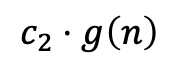 c₂ · g(n)